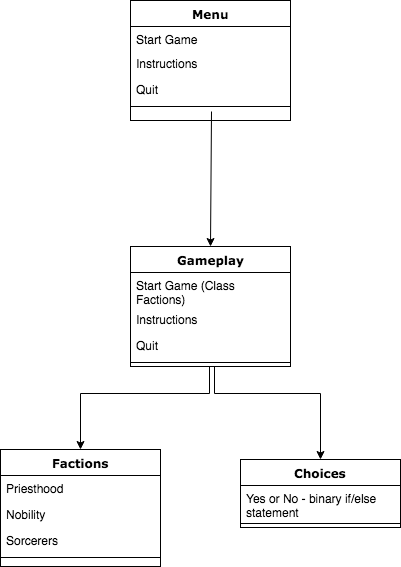 Menu
Start Game
Instructions
Quit
Gameplay
Start Game (Class
Factions)
Instructions
Quit
Factions
Priesthood
Nobility
Sorcerers
Choices
Yes or No - binary if/else
statement